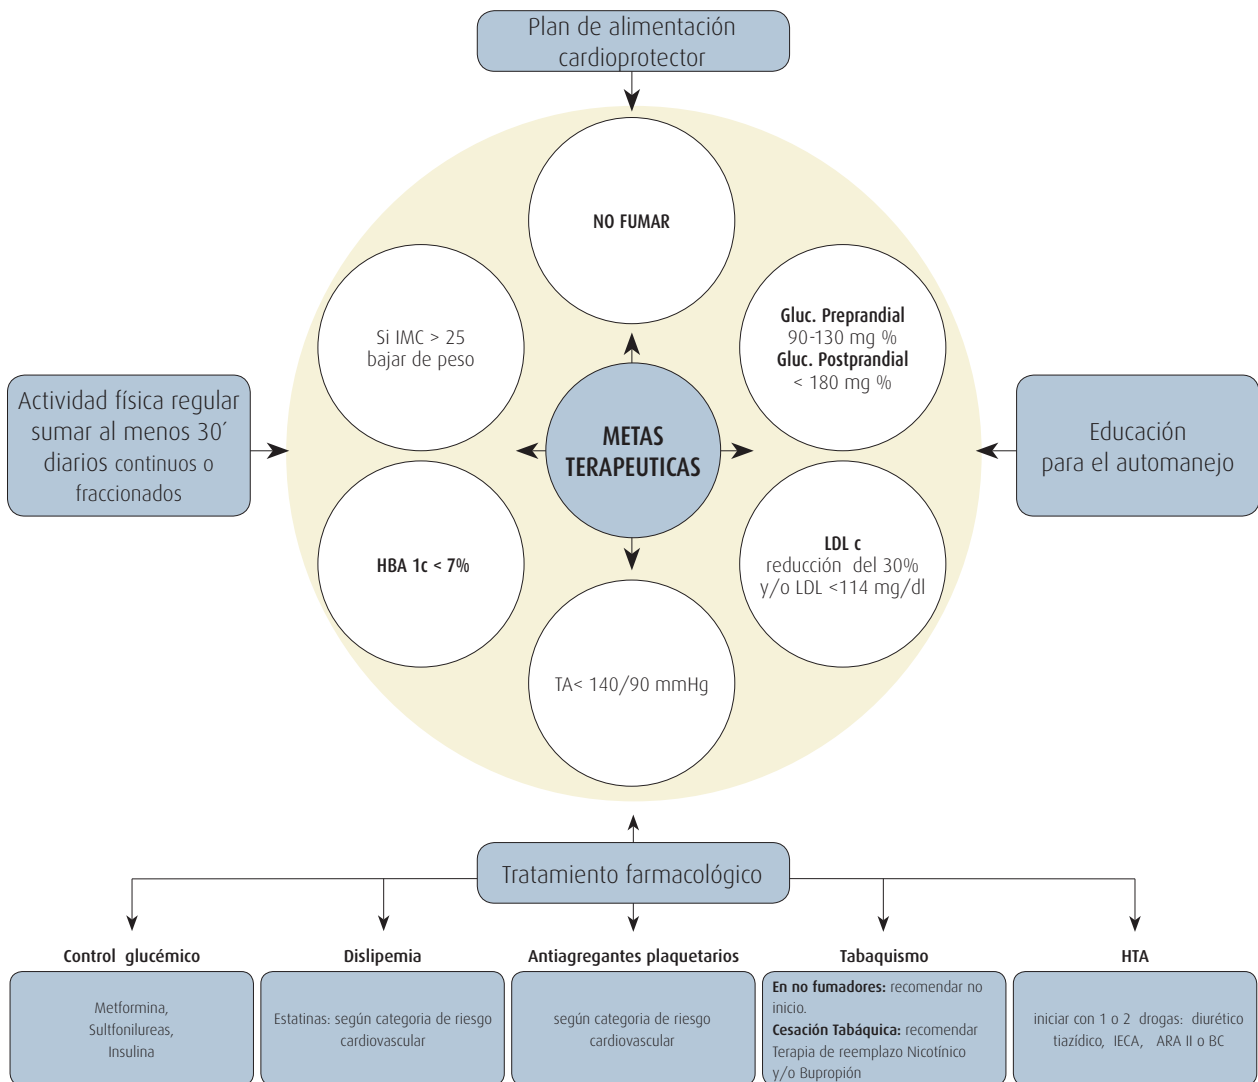 Plan de alimentación
cardioprotector
NO FUMAR
Si IMC > 25
bajar de peso
Gluc. Preprandial
90-130 mg %
Gluc. Postprandial
< 180 mg %
Actividad física regular
sumar al menos 30´
diarios continuos o
fraccionados
METAS
TERAPEUTICAS
Educación
para el automanejo
HBA 1c < 7%
LDL c
reducción del 30%
y/o LDL <114 mg/dl
TA< 140/90 mmHg
Tratamiento farmacológico
Control glucémico
Metformina,
Sultfonilureas,
Insulina
Dislipemia
Estatinas: según categoria de riesgo
cardiovascular
Antiagregantes plaquetarios
según categoria de riesgo
cardiovascular
Tabaquismo
En no fumadores: recomendar no
inicio.
Cesación Tabáquica: recomendar
Terapia de reemplazo Nicotínico
y/o Bupropión
HTA
iniciar con 1 o 2 drogas: diurético
tiazídico, IECA, ARA II o BC